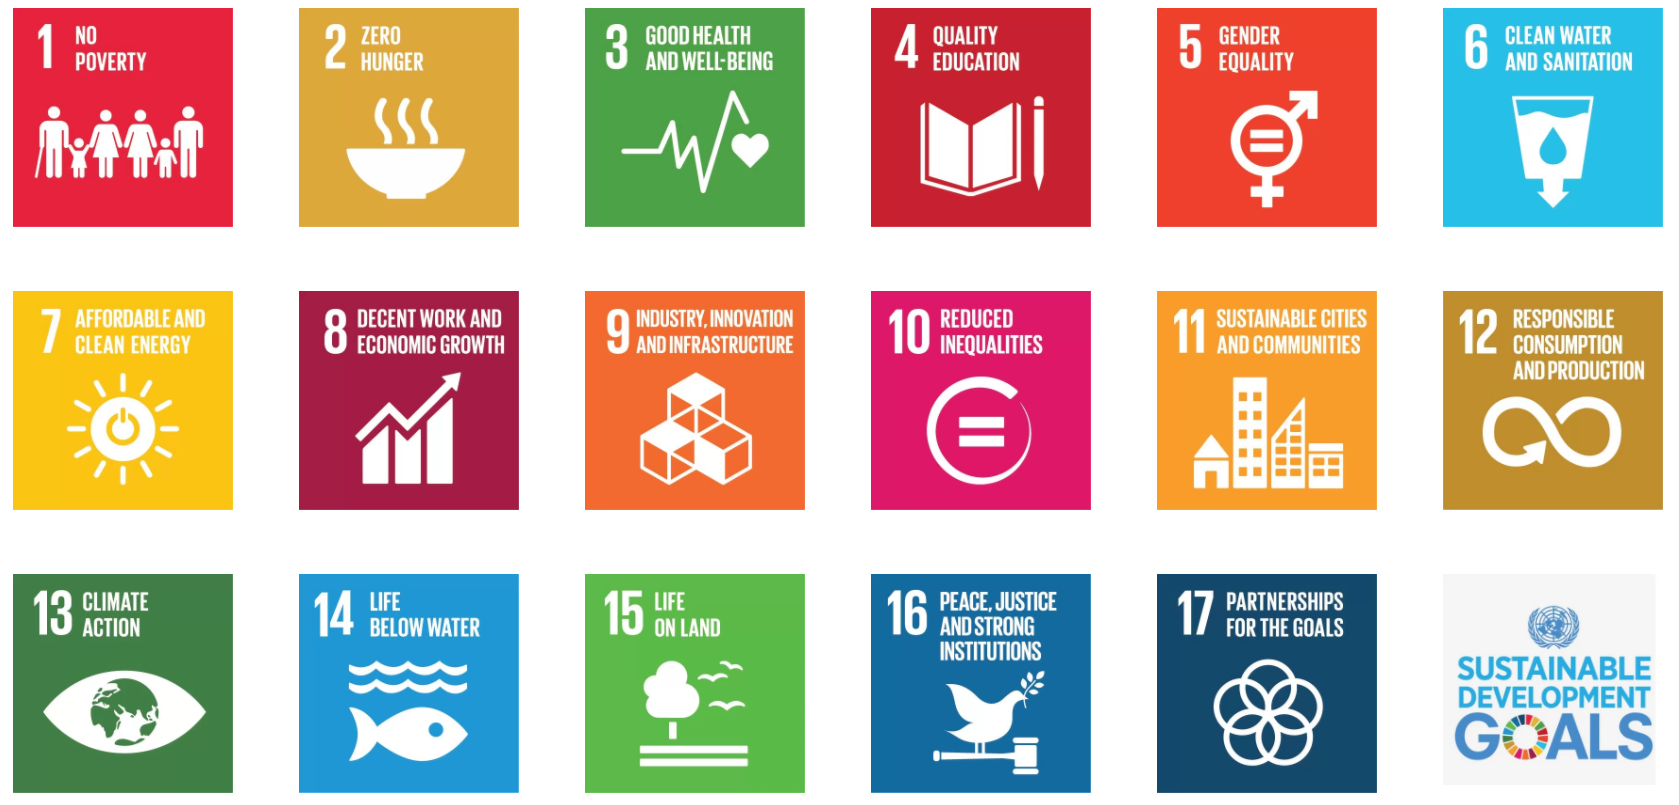 1 NO
POVERTY
2 ZERO
HUNGER
3 GOOD HEALTH
AND WELL-BEING
4 QUALITY
EDUCATION
5 GENDER
EQUALITY
6 CLEAN WATER
AND SANITATION
7 AFFORDABLE AND
CLEAN ENERGY
8 DECENT WORK AND
ECONOMIC GROWTH
9 INDUSTRY, INNOVATION
AND INFRASTRUCTURE
10 REDUCED
INEQUALITIES
11 SUSTAINABLE CITIES
AND COMMUNITIES
12 RESPONSIBLE
CONSUMPTION
AND PRODUCTION
13 CLIMATE
ACTION
14 LIFE
BELOW WATER
15 LIFE
ON LAND
16 PEACE, JUSTICE
AND STRONG
INSTITUTIONS
17 PARTNERSHIPS
FOR THE GOALS
SUSTAINABLE
DEVELOPMENT
GOALS